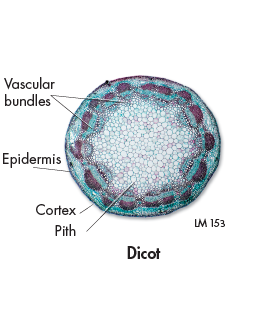 Vascular
bundles
Epidermis
Cortex
Pith
LM 153
Dicot